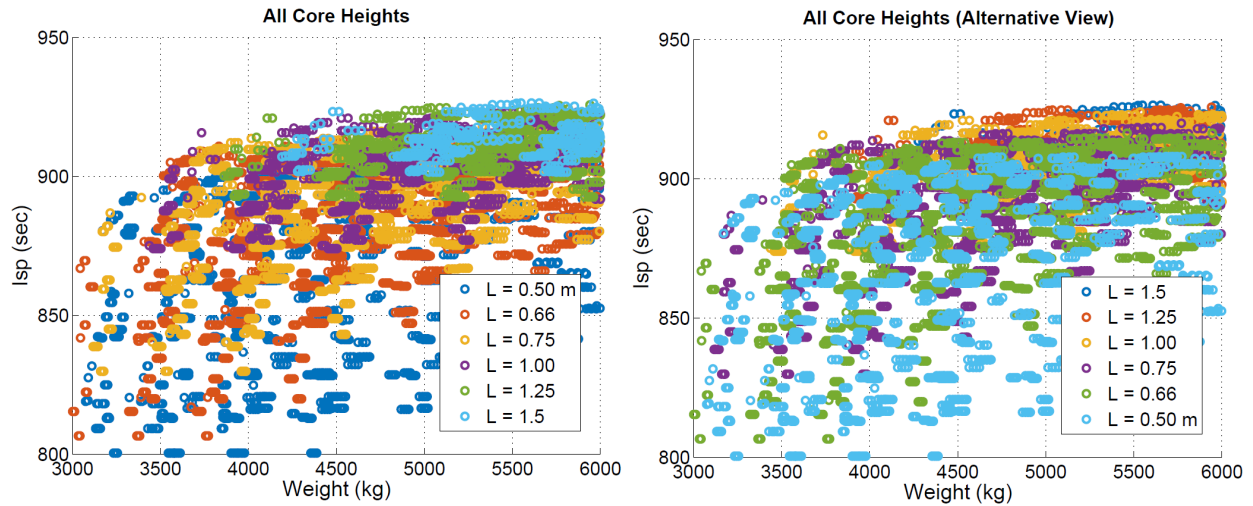 All Core Heights
950
900
850
800
Isp (sec)
3000 3500 4000 4500 5000 5500 6000
Weight (kg)
L = 0.50 m
L = 0.66
L = 0.75
L = 1.00
L = 1.25
L = 1.5
All Core Heights (Alternative View)
950
900
850
800
Isp (sec)
3000 3500 4000 4500 5000 5500 6000
Weight (kg)
L = 1.5
L = 1.25
L = 1.00
L = 0.75
L = 0.66
L = 0.50 m